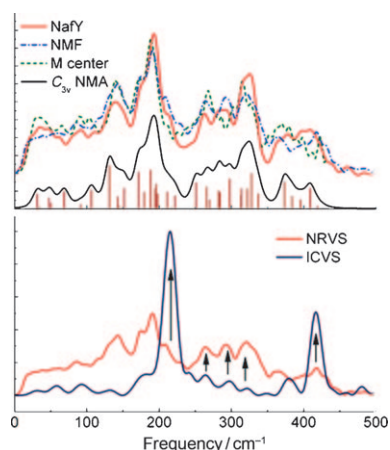 NafY
NMF
M center
C3v NMA
NRVS
ICVS
0 100 200 300 400 500
Frequency / cm⁻¹